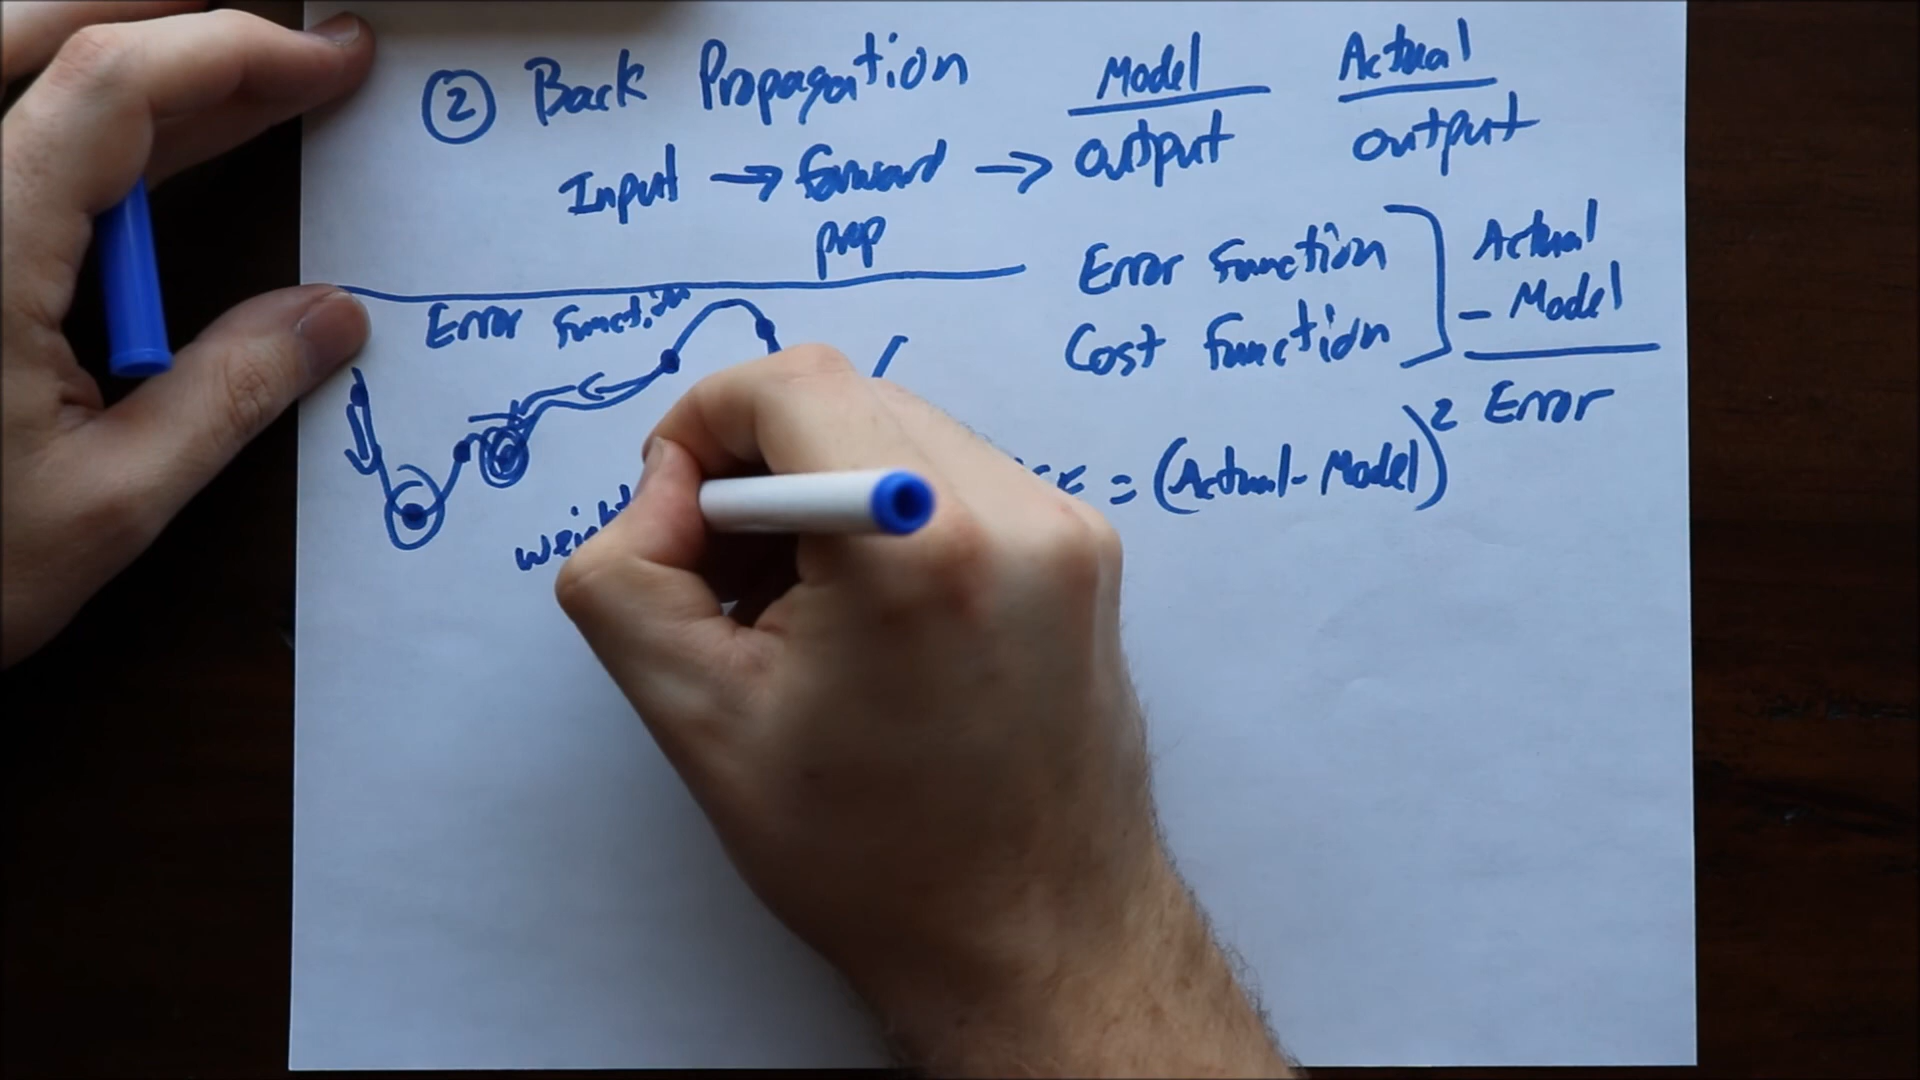 ② Back Propagation
Input → forward → 
prop
Model
output
Actual
output
Error function
Cost function
Actual
- Model
Error
Error function
= (Actual - Model)²